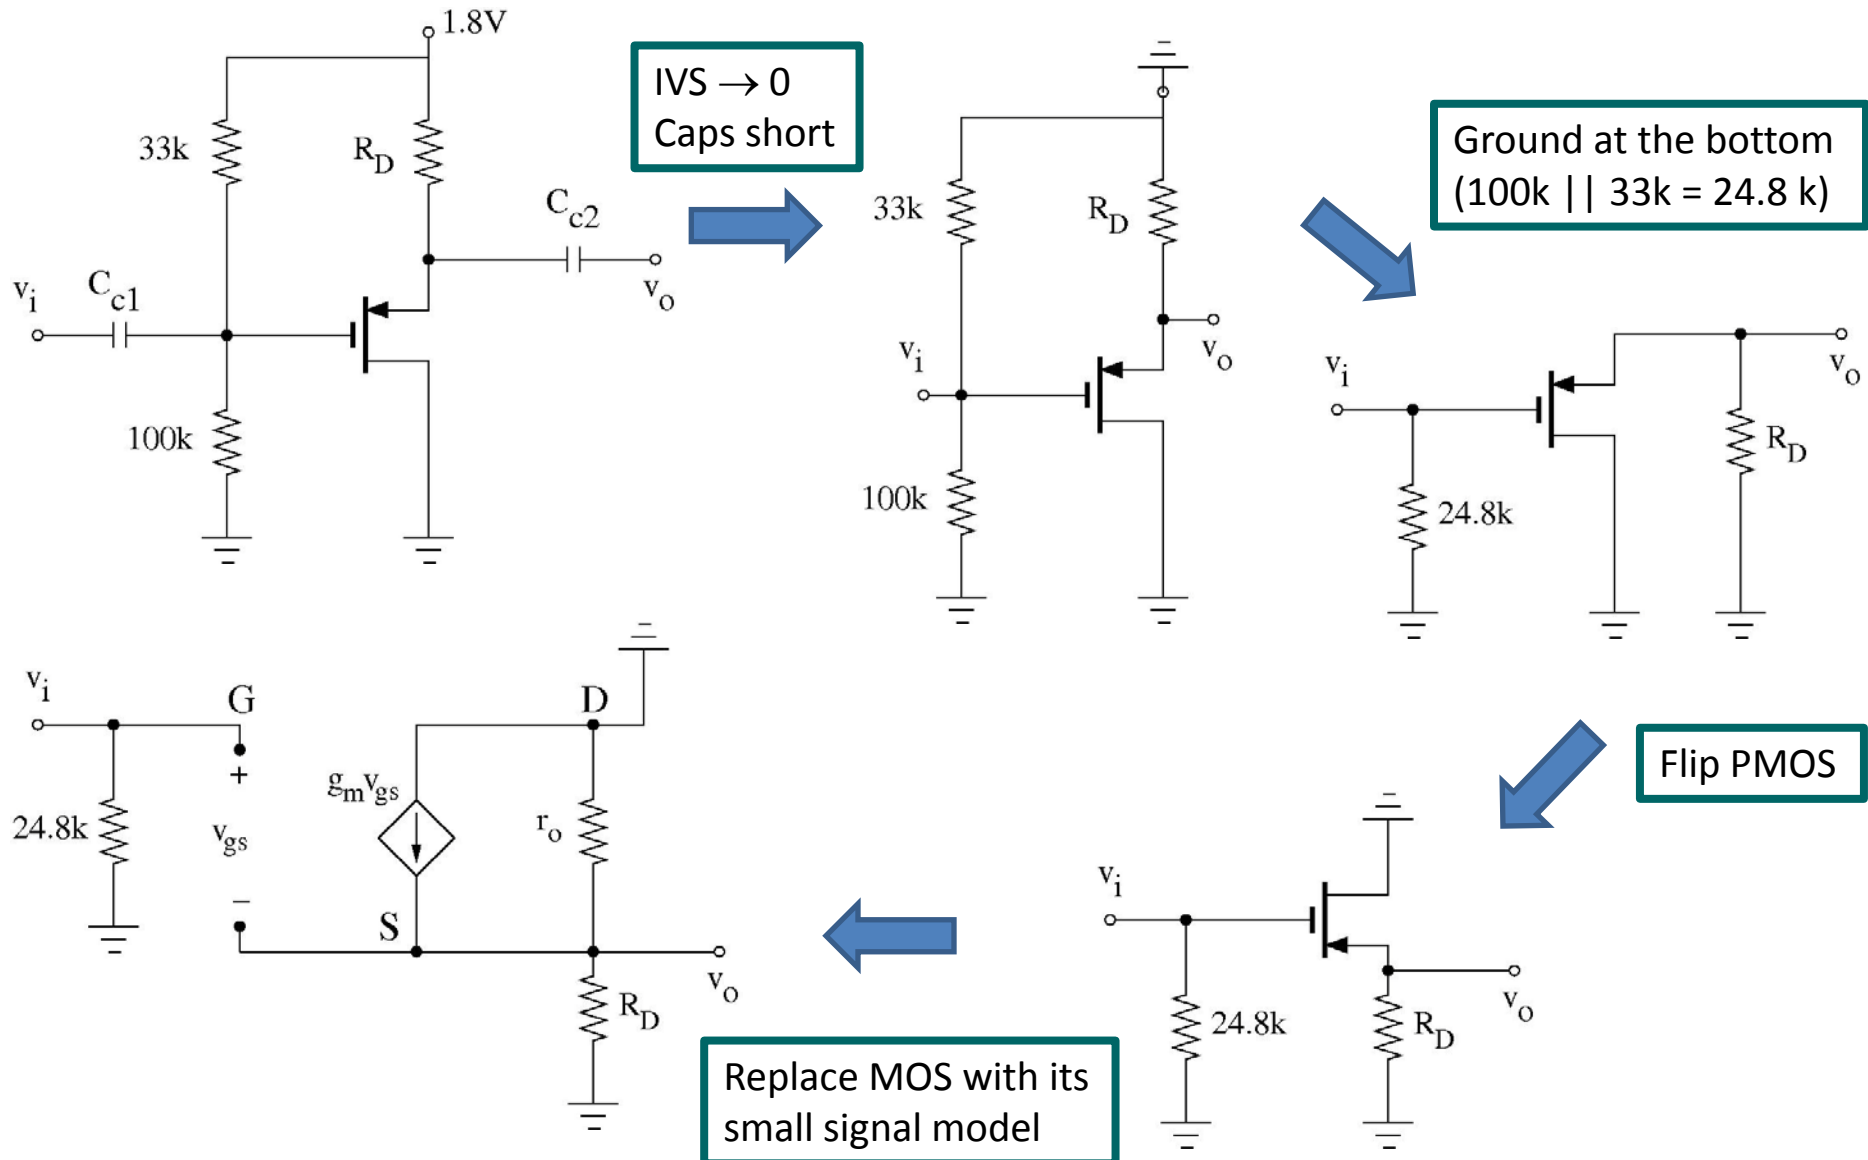 1.8V
33k
R_D
C_c2
v_i
C_c1
v_o
100k
IVS → 0
Caps short
33k
R_D
v_i
v_o
100k
Ground at the bottom
(100k || 33k = 24.8 k)
v_i
v_o
R_D
24.8k
Flip PMOS
v_i
24.8k
R_D
v_o
Replace MOS with its
small signal model
v_i
G
D
+
g_m v_gs
r_o
24.8k
v_gs
–
S
v_o
R_D